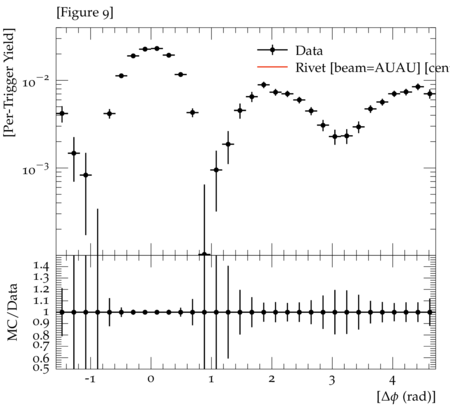 [Figure 9]
[Per-Trigger Yield]
10⁻²
10⁻³
Data
Rivet [beam=AUAU] [cen
MC/Data
1.4
1.3
1.2
1.1
1
0.9
0.8
0.7
0.6
0.5
-1 0 1 2 3 4
[Δϕ (rad)]